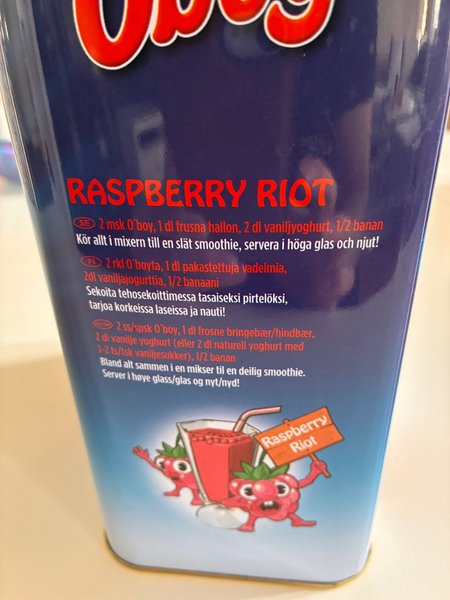 O'boy
RASPBERRY RIOT
SE 2 msk O'boy, 1 dl frusna hallon, 2 dl vaniljyoghurt, 1/2 banan
Kör allt i mixern till en slät smoothie, servera i höga glas och njut!
FI 2 rkl O'boyta, 1 dl pakastettuja vadelmia,
2dl vaniljajogurttia, 1/2 banaani
Sekoita tehosekoittimessa tasaiseksi pirtelöksi,
tarjoa korkeissa laseissa ja nauti!
2 ss/spsk O'boy, 1 dl frosne bringebær/hindbær,
2 dl vanilje yoghurt (eller 2 dl naturell yoghurt med
1-2 ts/tsk vaniljesukker), 1/2 banan
Bland alt sammen i en mikser til en deilig smoothie.
Server i høye glass/glas og nyt/nyd!
Raspberry
Riot